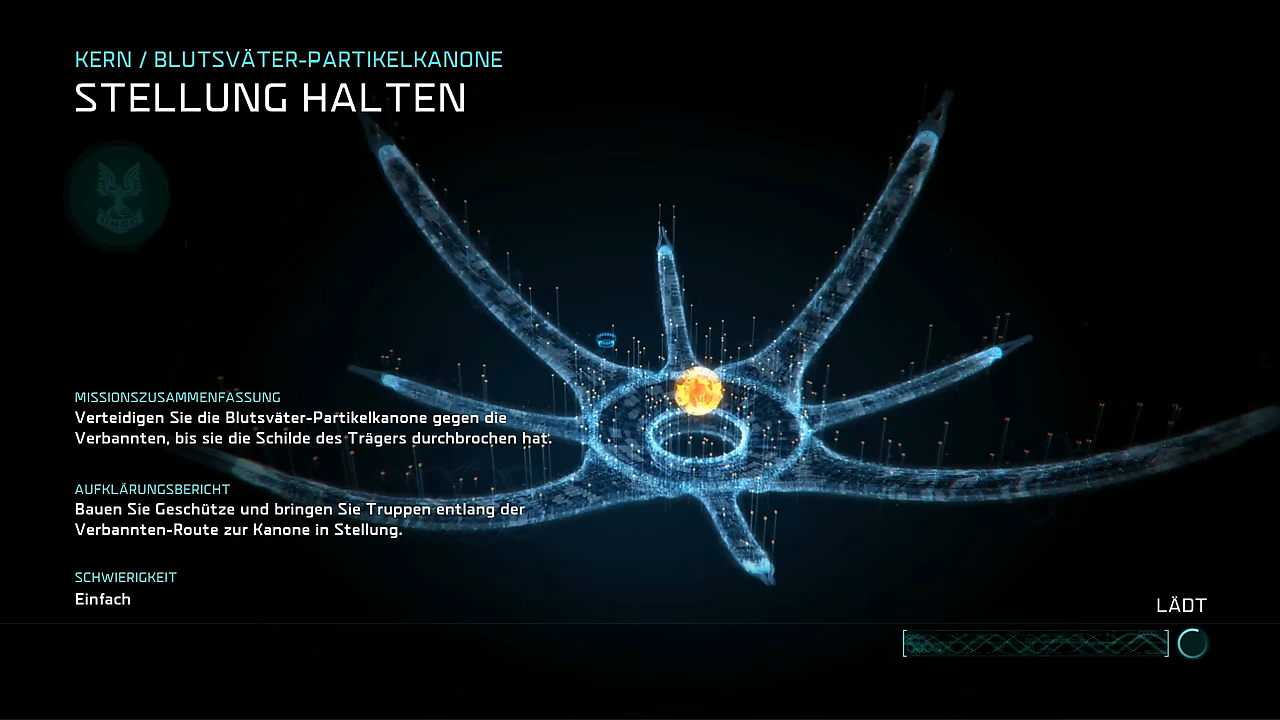 KERN / BLUTSVÄTER-PARTIKELKANONE
STELLUNG HALTEN
MISSIONSZUSAMMENFASSUNG
Verteidigen Sie die Blutsväter-Partikelkanone gegen die
Verbannten, bis sie die Schilde des Trägers durchbrochen hat.
AUFKLÄRUNGSBERICHT
Bauen Sie Geschütze und bringen Sie Truppen entlang der
Verbannten-Route zur Kanone in Stellung.
SCHWIERIGKEIT
Einfach
LÄDT